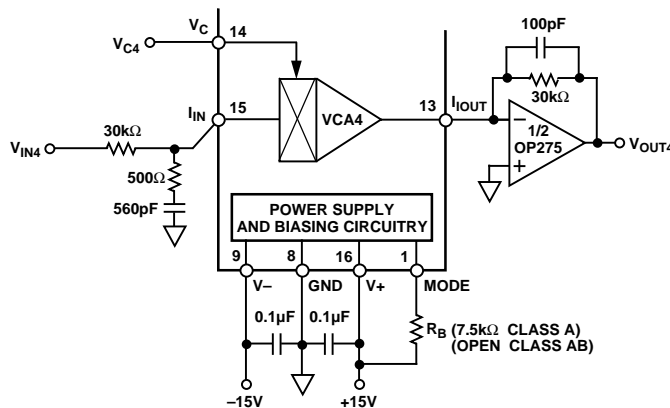 100pF
V_C
V_C4
14
30kΩ
VCA4
I_IN
15
13
I_IOUT
–
1/2
OP275
+
V_OUT4
V_IN4
30kΩ
500Ω
560pF
POWER SUPPLY
AND BIASING CIRCUITRY
9
8
16
1
V–
GND
V+
MODE
0.1µF
0.1µF
R_B (7.5kΩ CLASS A)
(OPEN CLASS AB)
–15V
+15V